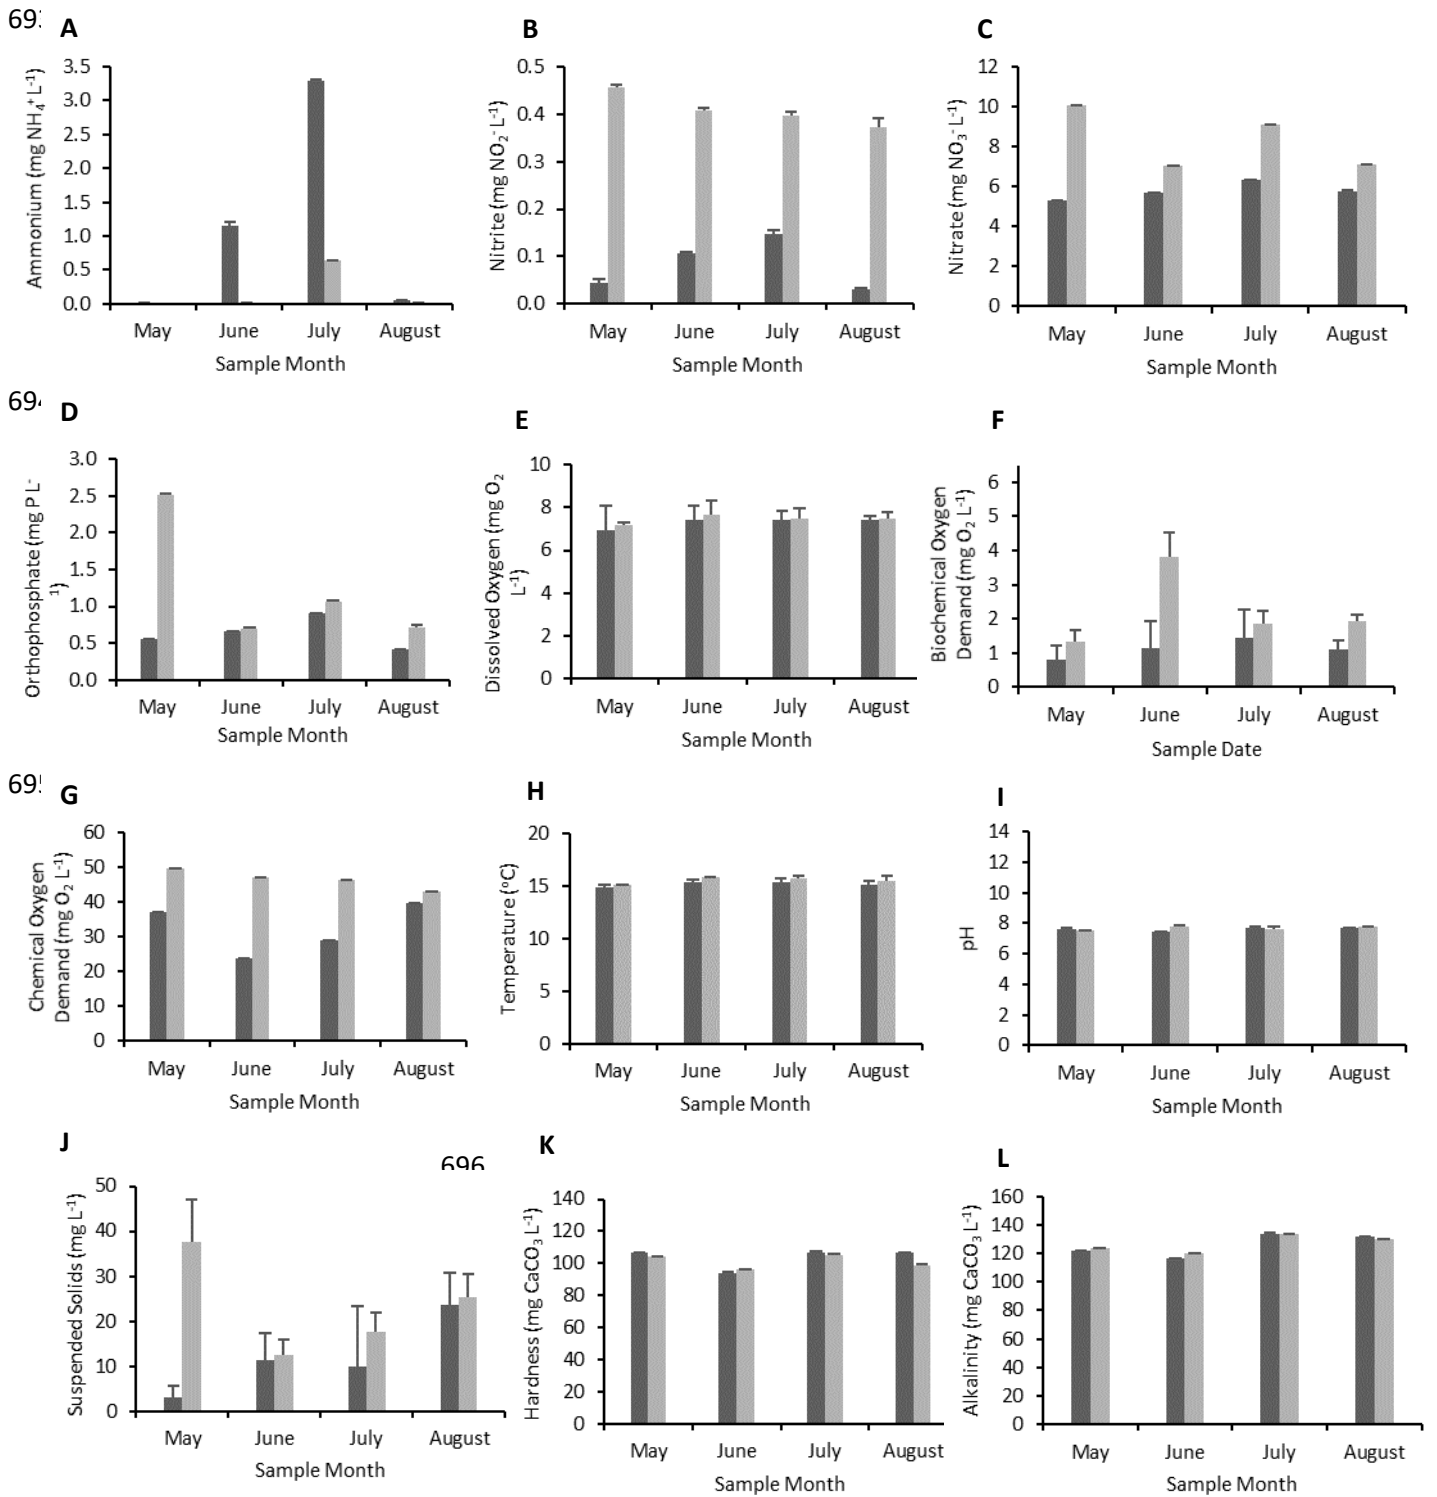 A
B
C
Ammonium (mg NH4+ L-1)
3.5
3.0
2.5
2.0
1.5
1.0
0.5
0.0
May June July August
Sample Month
Nitrite (mg NO2- L-1)
0.5
0.4
0.3
0.2
0.1
0.0
May June July August
Sample Month
Nitrate (mg NO3- L-1)
12
10
8
6
4
2
0
May June July August
Sample Month
D
E
F
Orthophosphate (mg P L-
1)
3.0
2.5
2.0
1.5
1.0
0.5
0.0
May June July August
Sample Month
Dissolved Oxygen (mg O2
L-1)
10
8
6
4
2
0
May June July August
Sample Month
Biochemical Oxygen
Demand (mg O2 L-1)
6
5
4
3
2
1
0
May June July August
Sample Date
G
H
I
Chemical Oxygen
Demand (mg O2 L-1)
60
50
40
30
20
10
0
May June July August
Sample Month
Temperature (oC)
20
15
10
5
0
May June July August
Sample Month
pH
14
12
10
8
6
4
2
0
May June July August
Sample Month
J
696
K
L
Suspended Solids (mg L-1)
50
40
30
20
10
0
May June July August
Sample Month
Hardness (mg CaCO3 L-1)
140
120
100
80
60
40
20
0
May June July August
Sample Month
Alkalinity (mg CaCO3 L-1)
160
140
120
100
80
60
40
20
0
May June July August
Sample Month